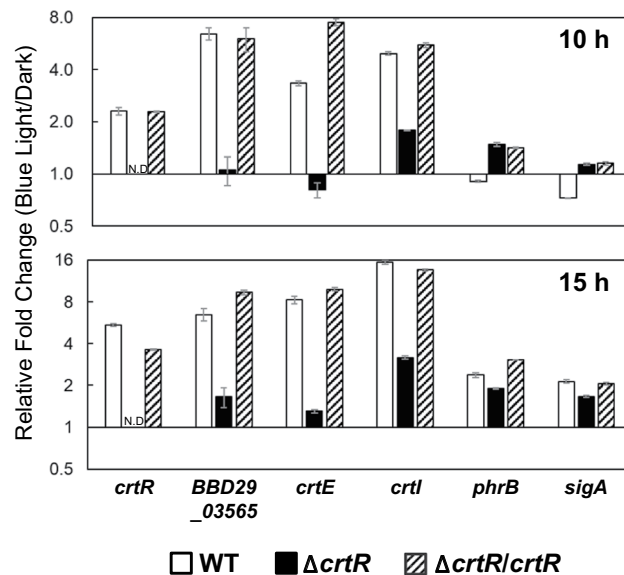 Relative Fold Change (Blue Light/Dark)
8.0
4.0
2.0
1.0
0.5
10 h
N.D
16
8
4
2
1
0.5
15 h
N.D
crtR
BBD29
_03565
crtE
crtI
phrB
sigA
WT
ΔcrtR
ΔcrtR/crtR